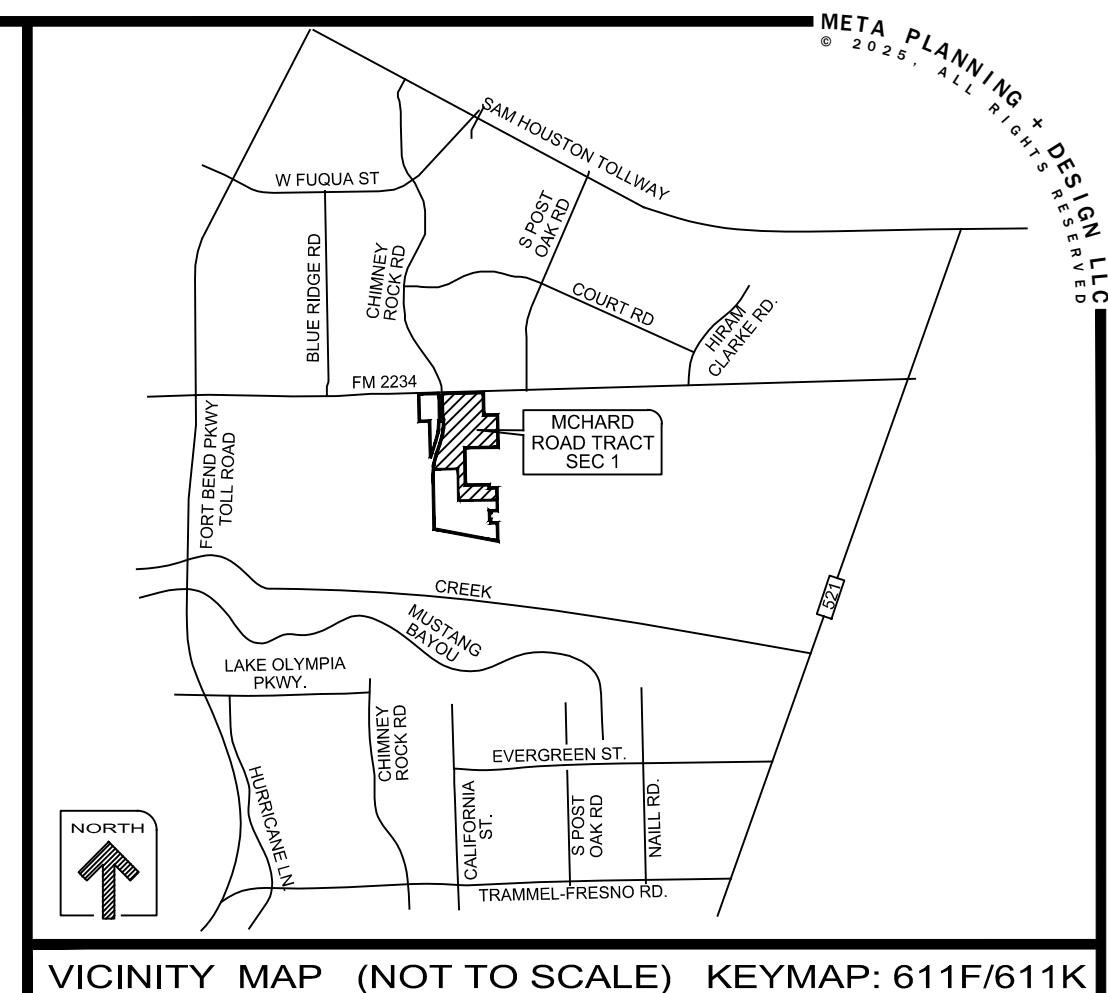 META PLANNING + DESIGN LLC
© 2025, ALL RIGHTS RESERVED
SAM HOUSTON TOLLWAY
W FUQUA ST
S POST
OAK RD
BLUE RIDGE RD
CHIMNEY
ROCK RD
COURT RD
HIRAM
CLARKE RD.
FM 2234
MCHARD
ROAD TRACT
SEC 1
FORT BEND PKWY
TOLL ROAD
CREEK
521
MUSTANG
BAYOU
LAKE OLYMPIA
PKWY.
CHIMNEY
ROCK RD
EVERGREEN ST.
HURRICANE LN.
CALIFORNIA
ST.
S POST
OAK RD
NAILL RD.
NORTH
TRAMMEL-FRESNO RD.
VICINITY MAP (NOT TO SCALE) KEYMAP: 611F/611K